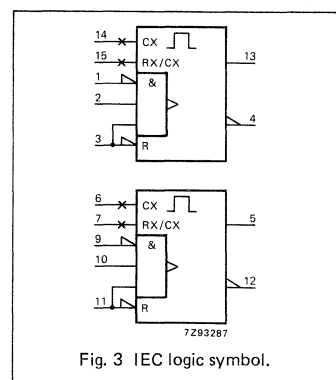 14 CX
15 RX/CX 13
1 &
2
3 R 4
6 CX
7 RX/CX 5
9 &
10
11 R 12
7Z93287
Fig. 3 IEC logic symbol.